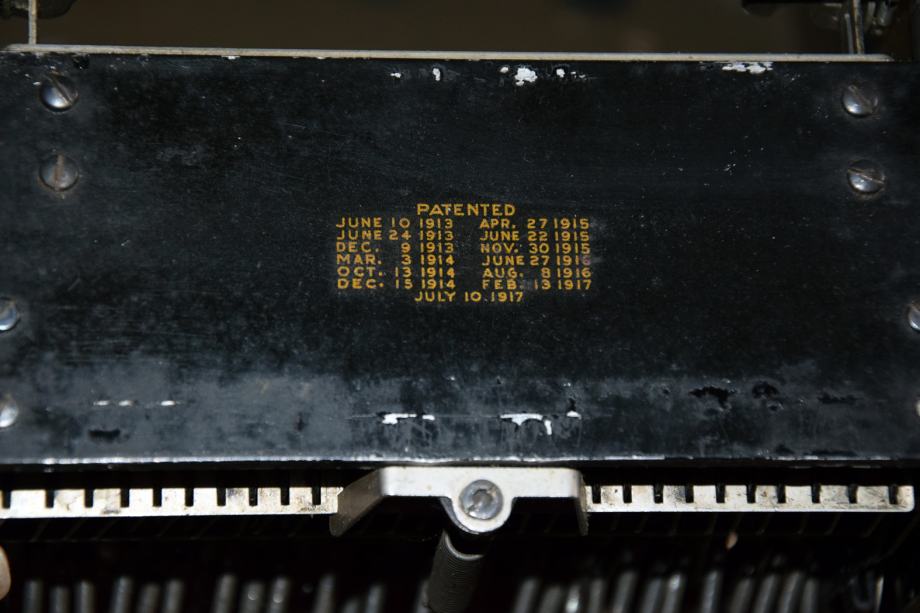 PATENTED
JUNE 10 1913 APR. 27 1915
JUNE 24 1913 JUNE 22 1915
DEC. 9 1913 NOV. 30 1915
MAR. 3 1914 JUNE 27 1916
OCT. 13 1914 AUG. 8 1916
DEC. 15 1914 FEB. 13 1917
JULY 10.1917